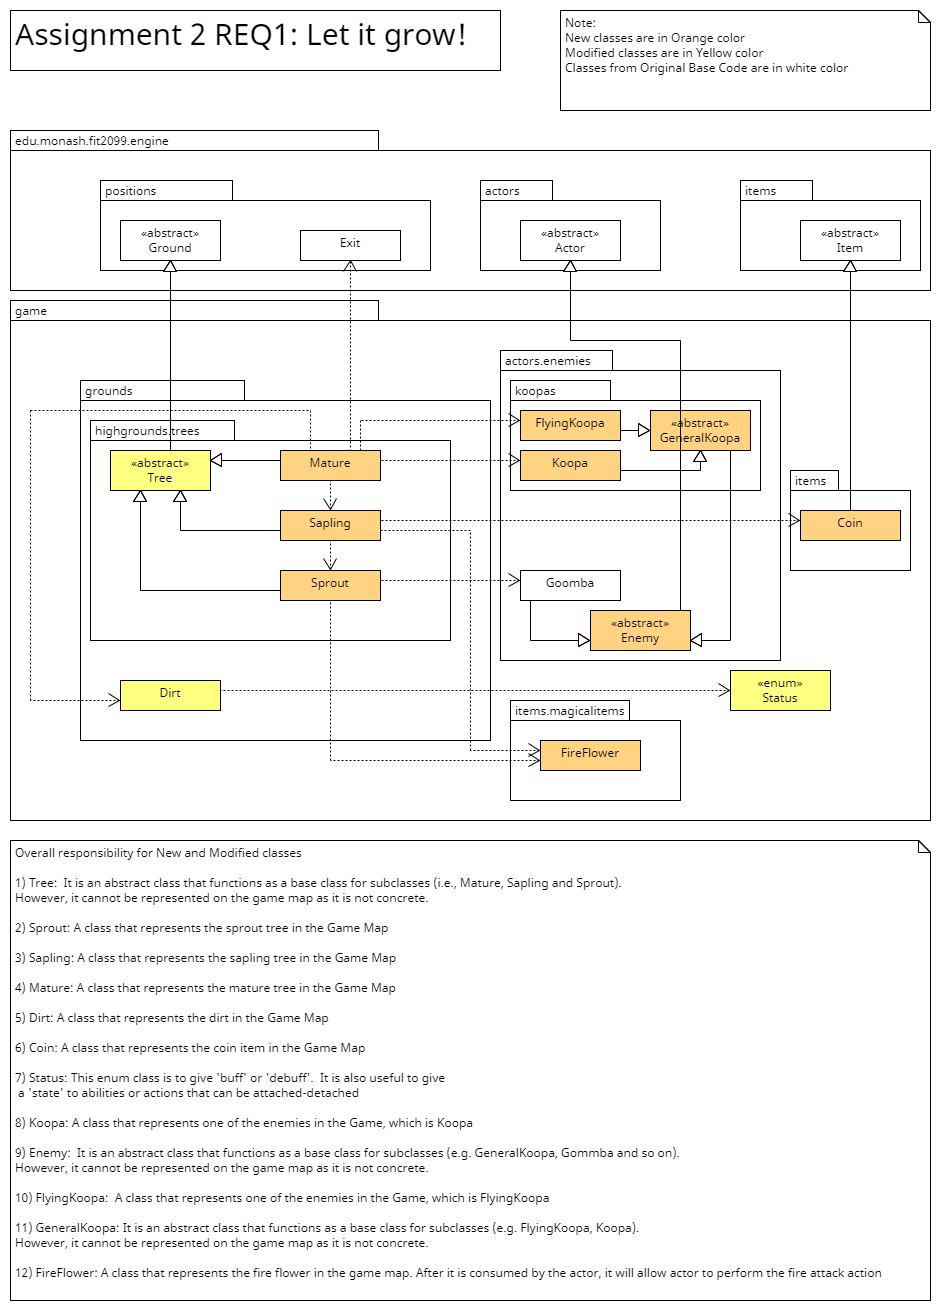 Assignment 2 REQ1: Let it grow!
Note:
New classes are in Orange color
Modified classes are in Yellow color
Classes from Original Base Code are in white color
edu.monash.fit2099.engine
positions
«abstract»
Ground
Exit
actors
«abstract»
Actor
items
«abstract»
Item
game
grounds
highgrounds.trees
«abstract»
Tree
Mature
Sapling
Sprout
Dirt
actors.enemies
koopas
FlyingKoopa
«abstract»
GeneralKoopa
Koopa
Goomba
«abstract»
Enemy
items
Coin
«enum»
Status
items.magicalitems
FireFlower
Overall responsibility for New and Modified classes
1) Tree:  It is an abstract class that functions as a base class for subclasses (i.e., Mature, Sapling and Sprout).
However, it cannot be represented on the game map as it is not concrete.
2) Sprout: A class that represents the sprout tree in the Game Map
3) Sapling: A class that represents the sapling tree in the Game Map
4) Mature: A class that represents the mature tree in the Game Map
5) Dirt: A class that represents the dirt in the Game Map
6) Coin: A class that represents the coin item in the Game Map
7) Status: This enum class is to give 'buff' or 'debuff'.  It is also useful to give
a 'state' to abilities or actions that can be attached-detached
8) Koopa: A class that represents one of the enemies in the Game, which is Koopa
9) Enemy:  It is an abstract class that functions as a base class for subclasses (e.g. GeneralKoopa, Gommba and so on).
However, it cannot be represented on the game map as it is not concrete.
10) FlyingKoopa:  A class that represents one of the enemies in the Game, which is FlyingKoopa
11) GeneralKoopa: It is an abstract class that functions as a base class for subclasses (e.g. FlyingKoopa, Koopa).
However, it cannot be represented on the game map as it is not concrete.
12) FireFlower: A class that represents the fire flower in the game map. After it is consumed by the actor, it will allow actor to perform the fire attack action